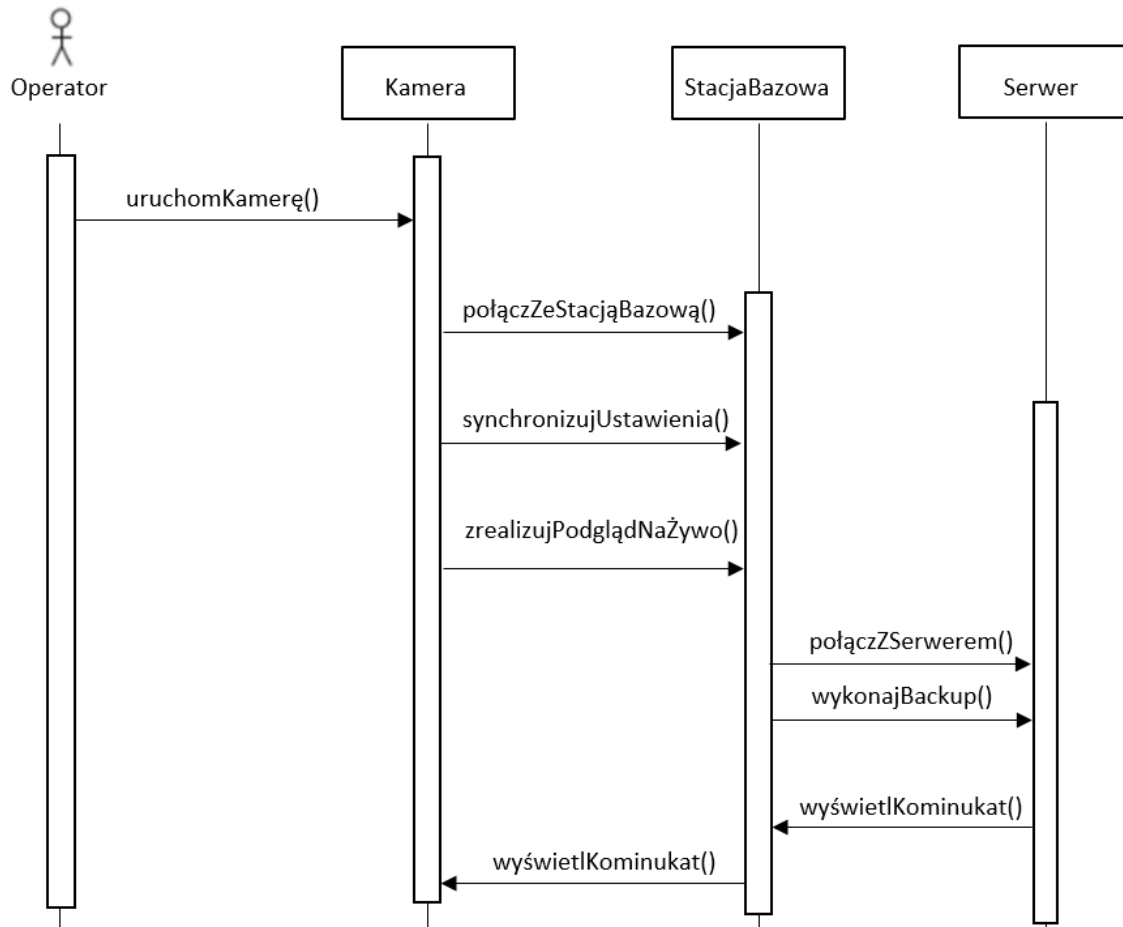 Operator
Kamera
StacjaBazowa
Serwer
uruchomKamerę()
połączZeStacjąBazową()
synchronizujUstawienia()
zrealizujPodglądNaŻywo()
połączZSerwerem()
wykonajBackup()
wyświetlKominukat()
wyświetlKominukat()